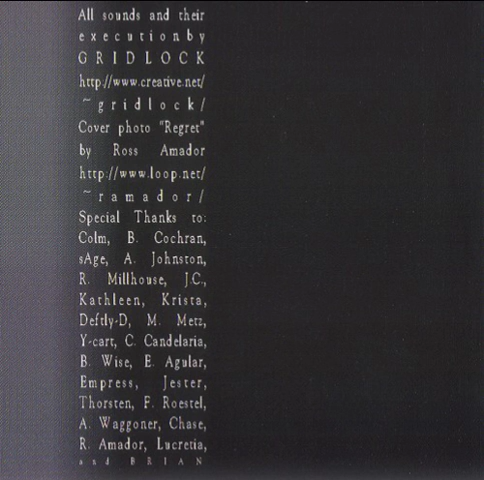 All sounds and their
execution by
GRIDLOCK
http://www.creative.net/
~gridlock/
Cover photo "Regret"
by Ross Amador
http://www.loop.net/
~ramador/
Special Thanks to:
Colm, B. Cochran,
sAge, A. Johnston,
R. Millhouse, J.C.,
Kathleen, Krista,
Deftly-D, M. Metz,
Y-cart, C. Candelaria,
B. Wise, E. Agular,
Empress, Jester,
Thorsten, F. Roestel,
A. Waggoner, Chase,
R. Amador, Lucretia,
and BRIAN